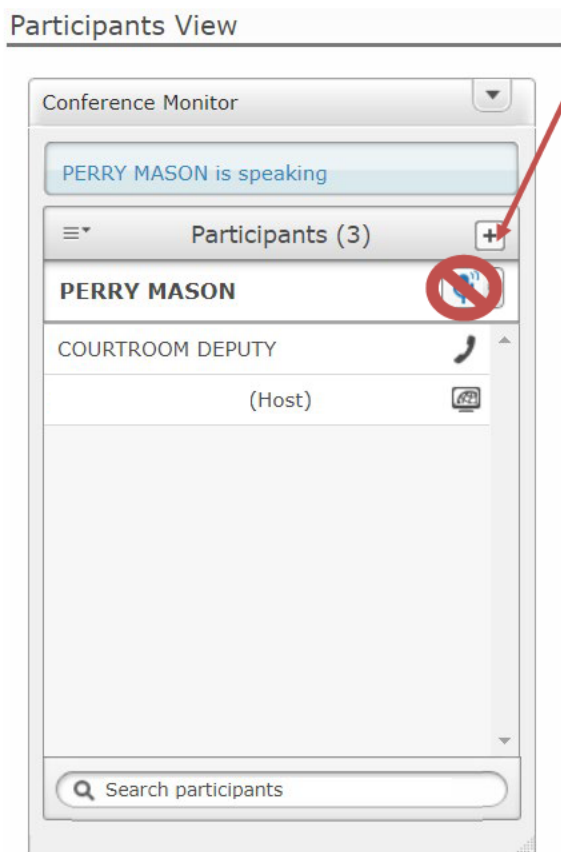 Participants View
Conference Monitor
PERRY MASON is speaking
Participants (3)
PERRY MASON
COURTROOM DEPUTY
(Host)
Search participants